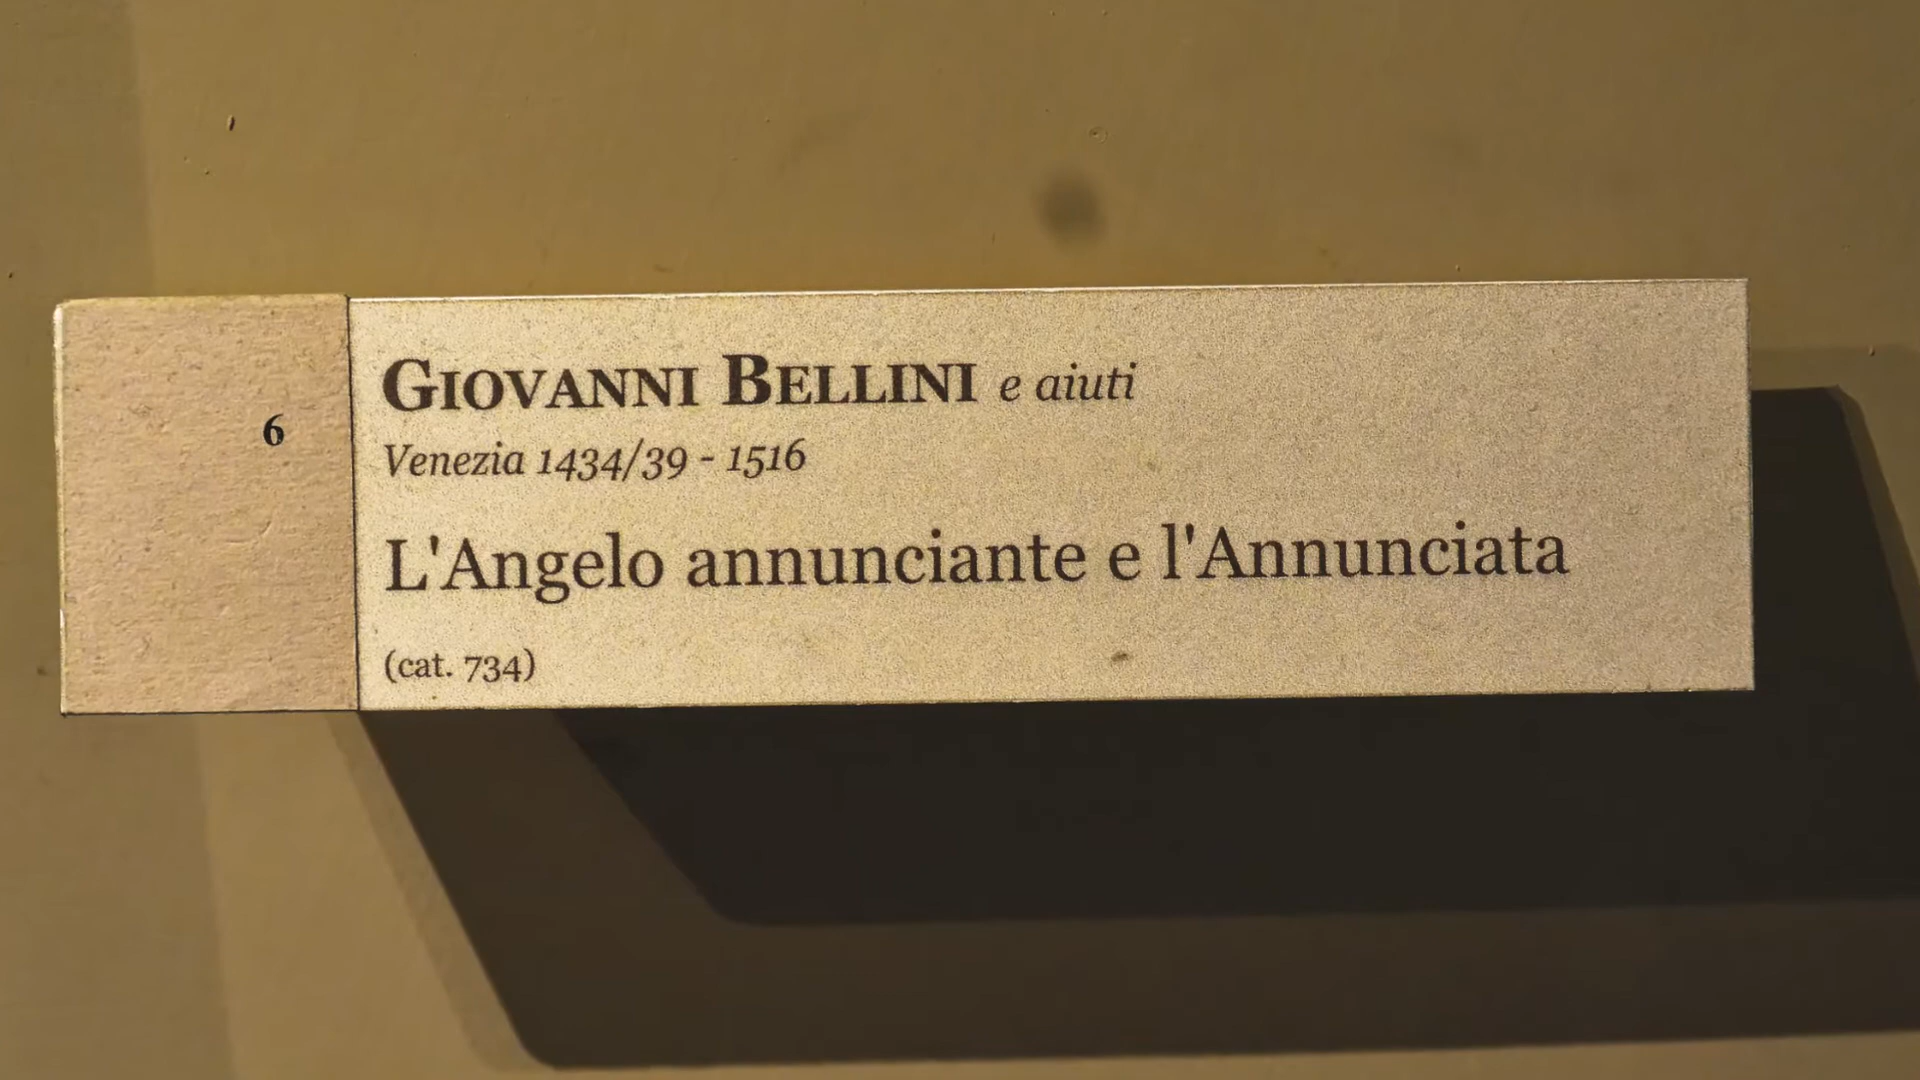 6
GIOVANNI BELLINI e aiuti
Venezia 1434/39 - 1516
L'Angelo annunciante e l'Annunciata
(cat. 734)